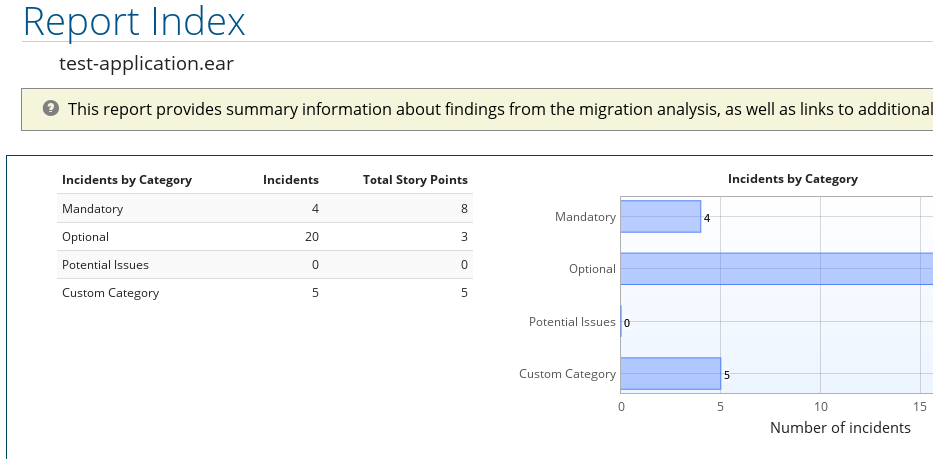 Report Index
test-application.ear
This report provides summary information about findings from the migration analysis, as well as links to additional
Incidents by Category Incidents Total Story Points
Mandatory 4 8
Optional 20 3
Potential Issues 0 0
Custom Category 5 5
Incidents by Category
Mandatory 4
Optional
Potential Issues 0
Custom Category 5
0 5 10 15
Number of incidents